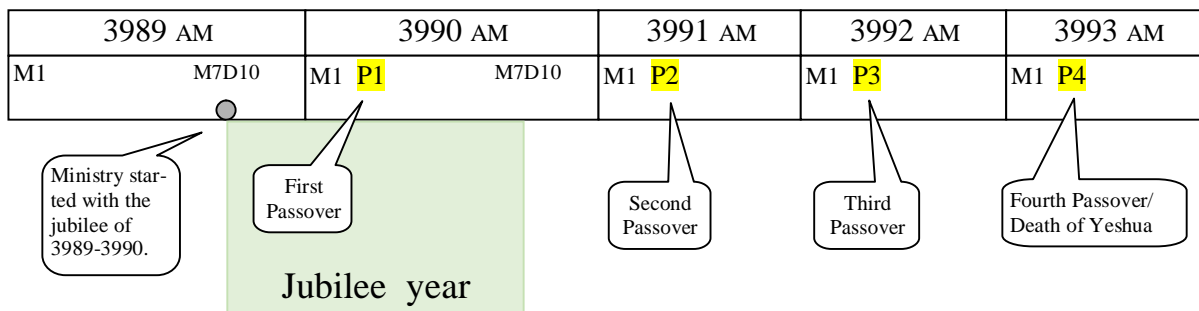 3989 AM 3990 AM 3991 AM 3992 AM 3993 AM
M1 M7D10 M1 P1 M7D10 M1 P2 M1 P3 M1 P4
Ministry star-
ted with the
jubilee of
3989-3990.
First
Passover
Second
Passover
Third
Passover
Fourth Passover/
Death of Yeshua
Jubilee year